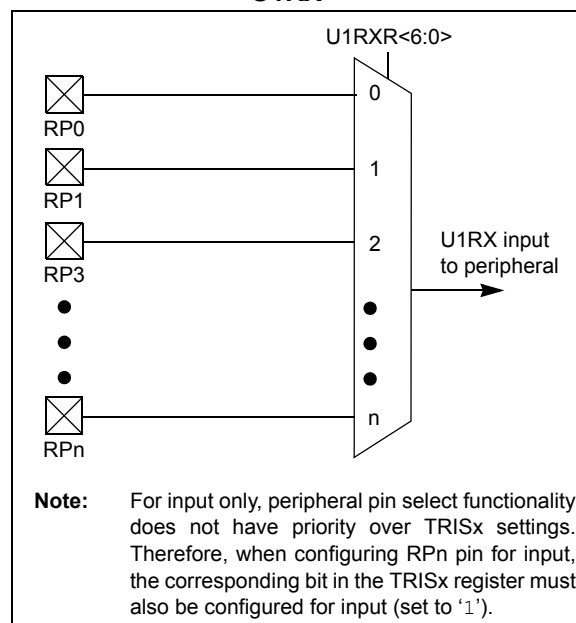 U1RXR<6:0>
RP0
0
RP1
1
RP3
2
U1RX input
to peripheral
RPn
n
Note: For input only, peripheral pin select functionality
does not have priority over TRISx settings.
Therefore, when configuring RPn pin for input,
the corresponding bit in the TRISx register must
also be configured for input (set to ‘1’).